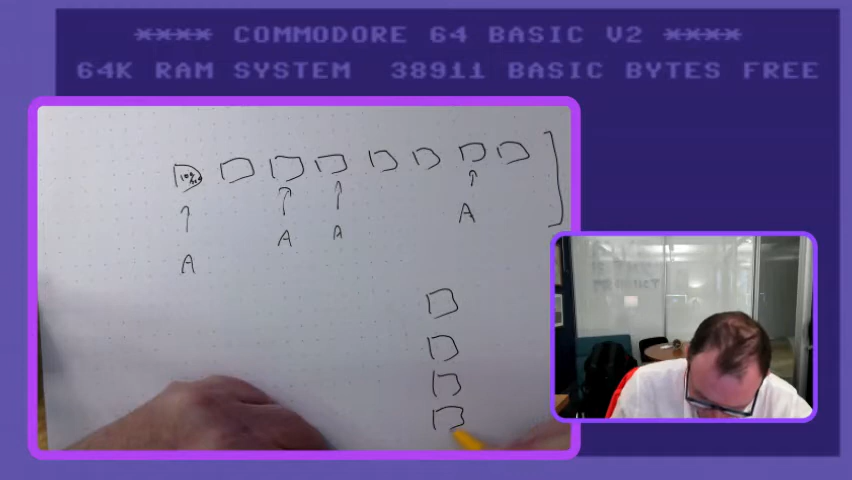 **** COMMODORE 64 BASIC V2 ****
64K RAM SYSTEM 38911 BASIC BYTES FREE
A A A A